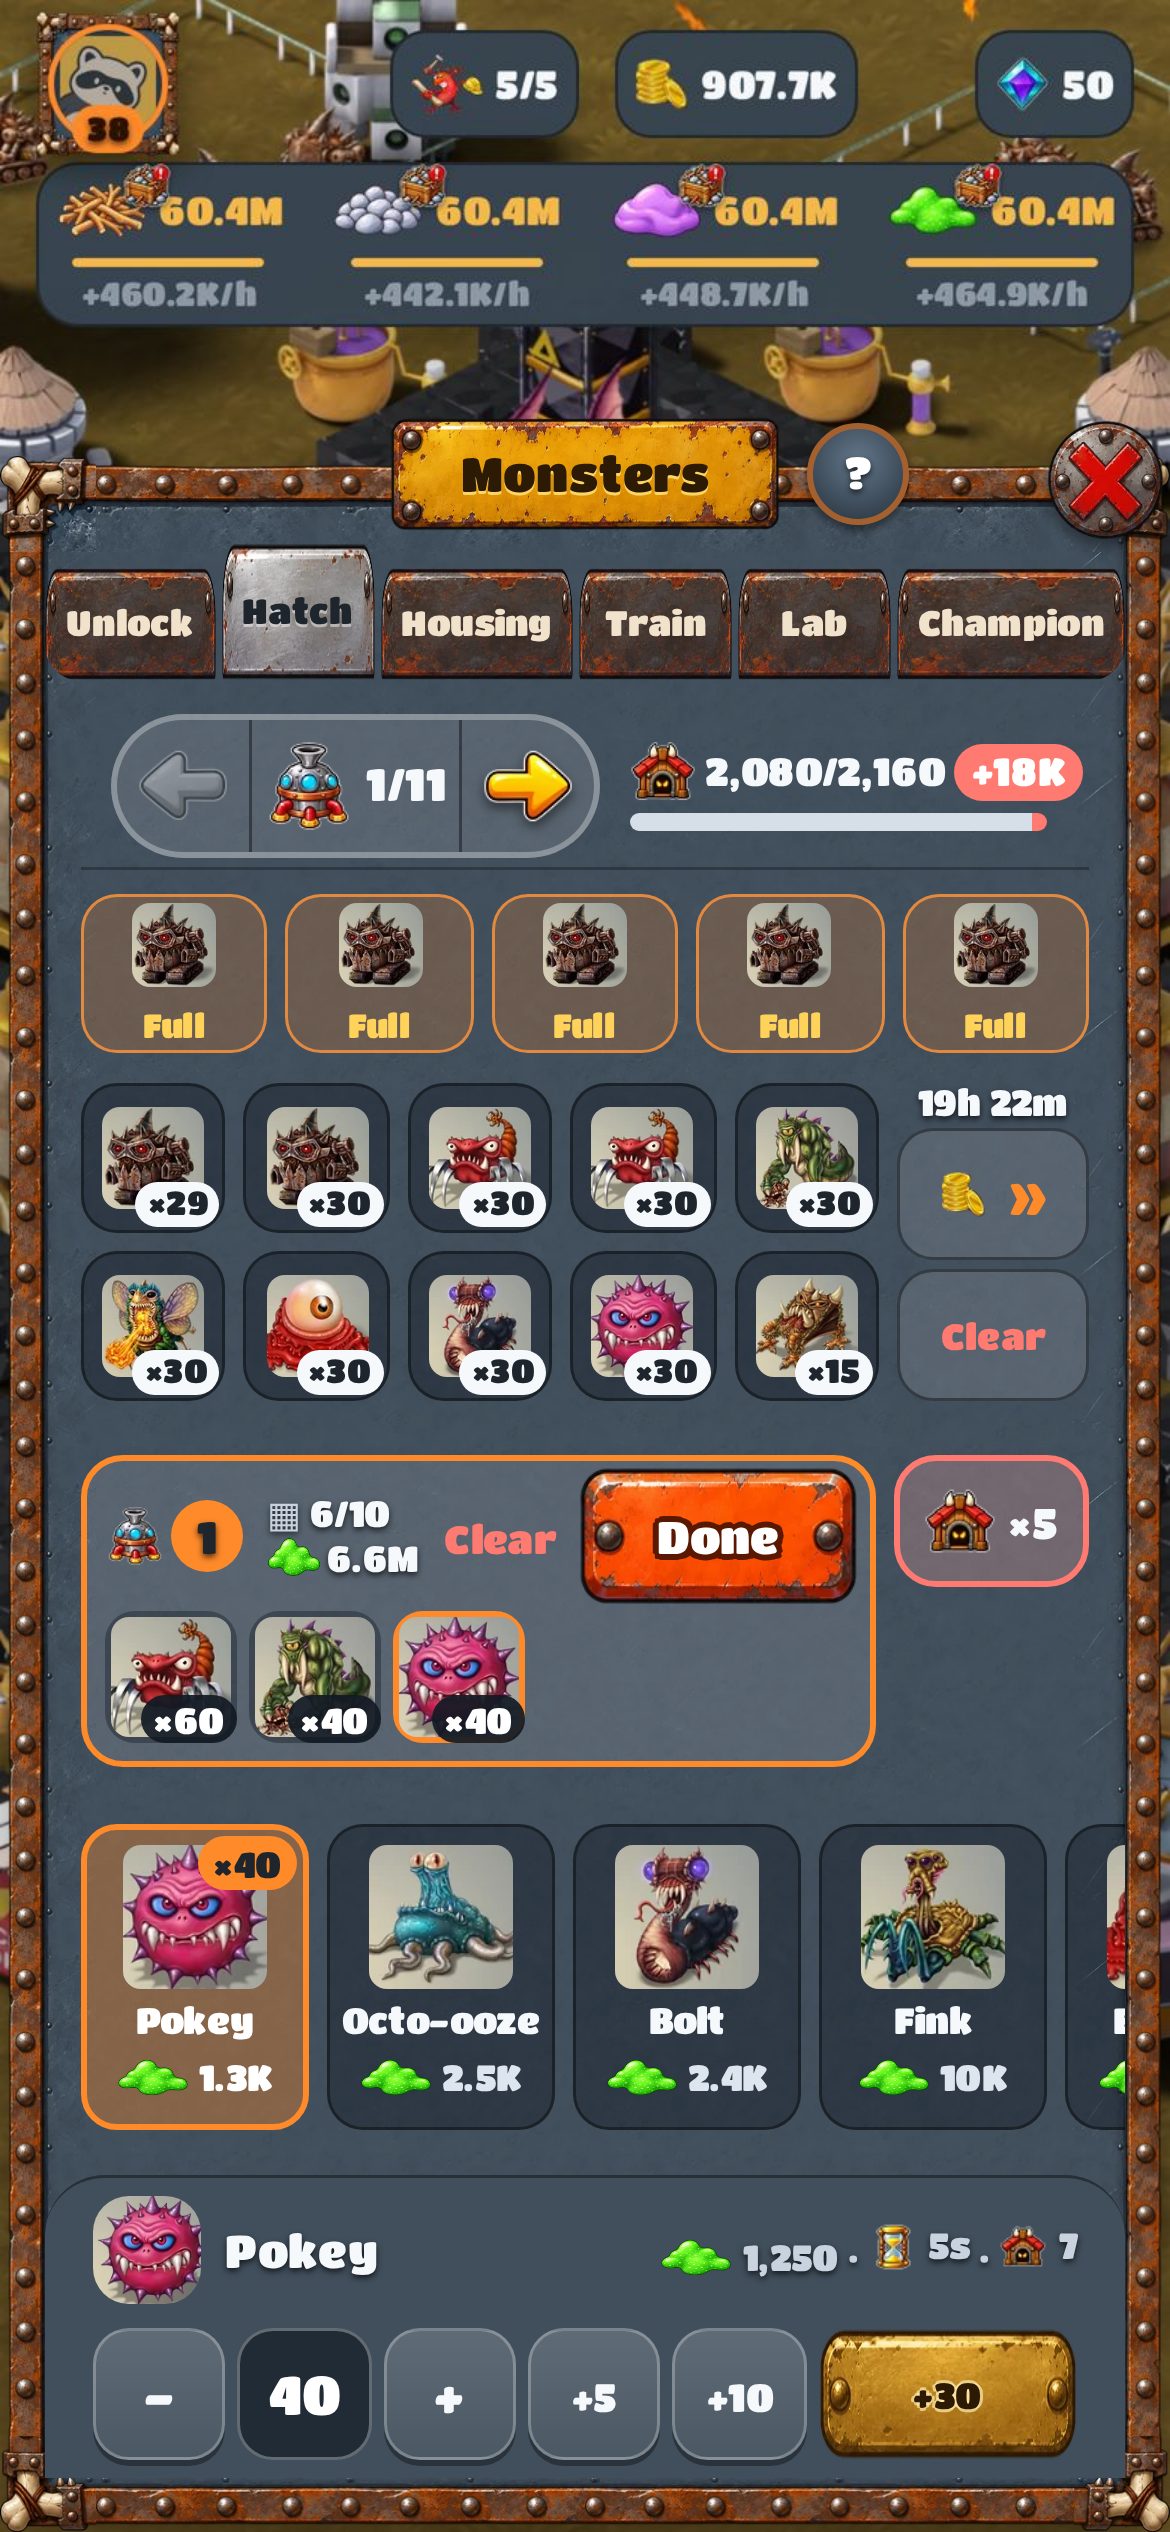 38
5/5
907.7K
50
60.4M
60.4M
60.4M
60.4M
+460.2K/h
+442.1K/h
+448.7K/h
+464.9K/h
Monsters
?
Unlock
Hatch
Housing
Train
Lab
Champion
1/11
2,080/2,160
+18K
Full
Full
Full
Full
Full
×29
×30
×30
×30
×30
19h 22m
×30
×30
×30
×30
×15
Clear
1
6/10
6.6M
Clear
Done
×5
×60
×40
×40
×40
Pokey
1.3K
Octo-ooze
2.5K
Bolt
2.4K
Fink
10K
Pokey
1,250 · 5s · 7
-
40
+
+5
+10
+30